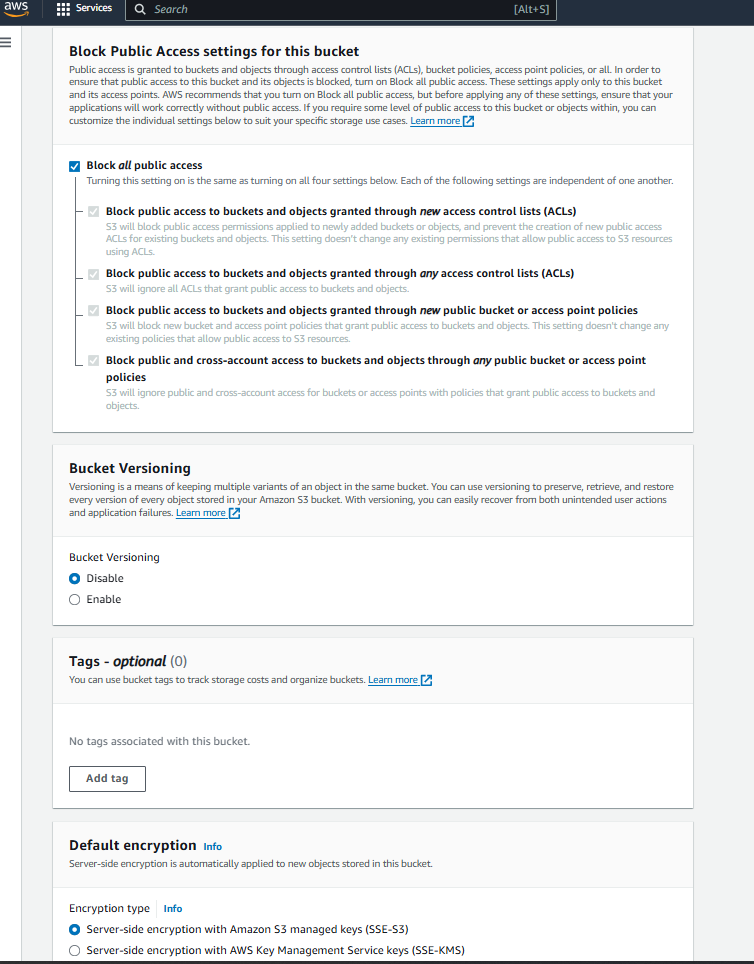 aws
Services
Search
[Alt+S]
Block Public Access settings for this bucket
Public access is granted to buckets and objects through access control lists (ACLs), bucket policies, access point policies, or all. In order to
ensure that public access to this bucket and its objects is blocked, turn on Block all public access. These settings apply only to this bucket
and its access points. AWS recommends that you turn on Block all public access, but before applying any of these settings, ensure that your
applications will work correctly without public access. If you require some level of public access to this bucket or objects within, you can
customize the individual settings below to suit your specific storage use cases. Learn more
Block all public access
Turning this setting on is the same as turning on all four settings below. Each of the following settings are independent of one another.
Block public access to buckets and objects granted through new access control lists (ACLs)
S3 will block public access permissions applied to newly added buckets or objects, and prevent the creation of new public access
ACLs for existing buckets and objects. This setting doesn't change any existing permissions that allow public access to S3 resources
using ACLs.
Block public access to buckets and objects granted through any access control lists (ACLs)
S3 will ignore all ACLs that grant public access to buckets and objects.
Block public access to buckets and objects granted through new public bucket or access point policies
S3 will block new bucket and access point policies that grant public access to buckets and objects. This setting doesn't change any
existing policies that allow public access to S3 resources.
Block public and cross-account access to buckets and objects through any public bucket or access point
policies
S3 will ignore public and cross-account access for buckets or access points with policies that grant public access to buckets and
objects.
Bucket Versioning
Versioning is a means of keeping multiple variants of an object in the same bucket. You can use versioning to preserve, retrieve, and restore
every version of every object stored in your Amazon S3 bucket. With versioning, you can easily recover from both unintended user actions
and application failures. Learn more
Bucket Versioning
Disable
Enable
Tags - optional (0)
You can use bucket tags to track storage costs and organize buckets. Learn more
No tags associated with this bucket.
Add tag
Default encryption Info
Server-side encryption is automatically applied to new objects stored in this bucket.
Encryption type Info
Server-side encryption with Amazon S3 managed keys (SSE-S3)
Server-side encryption with AWS Key Management Service keys (SSE-KMS)